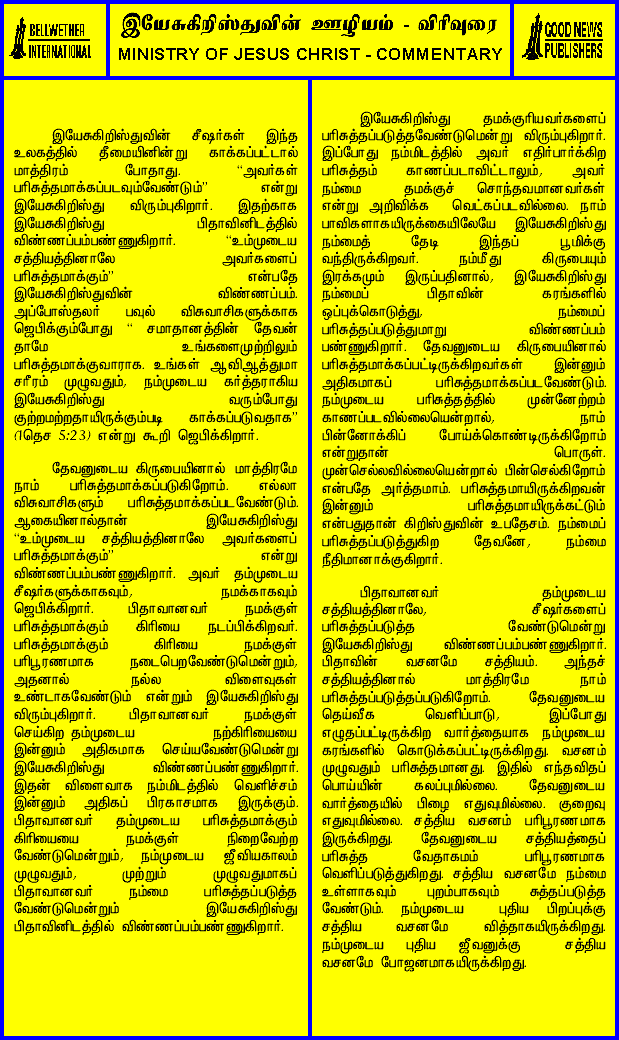 BELLWETHER
INTERNATIONAL
இயேசுகிறிஸ்துவின் ஊழியம் - விரிவுரை
MINISTRY OF JESUS CHRIST - COMMENTARY
GOOD NEWS
PUBLISHERS
இயேசுகிறிஸ்துவின் சீஷர்கள் இந்த
உலகத்தில் தீமையினின்று காக்கப்பட்டால்
மாத்திரம் போதாது. “அவர்கள்
பரிசுத்தமாக்கப்படவும்வேண்டும்” என்று
இயேசுகிறிஸ்து விரும்புகிறார். இதற்காக
இயேசுகிறிஸ்து பிதாவினிடத்தில்
விண்ணப்பம்பண்ணுகிறார். “உம்முடைய
சத்தியத்தினாலே அவர்களைப்
பரிசுத்தமாக்கும்” என்பதே
இயேசுகிறிஸ்துவின் விண்ணப்பம்.
அப்போஸ்தலர் பவுல் விசுவாசிகளுக்காக
ஜெபிக்கும்போது “ சமாதானத்தின் தேவன்
தாமே உங்களைமுற்றிலும்
பரிசுத்தமாக்குவாராக. உங்கள் ஆவிஆத்துமா
சரீரம் முழுவதும், நம்முடைய கர்த்தராகிய
இயேசுகிறிஸ்து வரும்போது
குற்றமற்றதாயிருக்கும்படி காக்கப்படுவதாக”
(1தெச 5:23) என்று கூறி ஜெபிக்கிறார்.
தேவனுடைய கிருபையினால் மாத்திரமே
நாம் பரிசுத்தமாக்கப்படுகிறோம். எல்லா
விசுவாசிகளும் பரிசுத்தமாக்கப்படவேண்டும்.
ஆகையினால்தான் இயேசுகிறிஸ்து
“உம்முடைய சத்தியத்தினாலே அவர்களைப்
பரிசுத்தமாக்கும்” என்று
விண்ணப்பம்பண்ணுகிறார். அவர் தம்முடைய
சீஷர்களுக்காகவும், நமக்காகவும்
ஜெபிக்கிறார். பிதாவானவர் நமக்குள்
பரிசுத்தமாக்கும் கிரியை நடப்பிக்கிறவர்.
பரிசுத்தமாக்கும் கிரியை நமக்குள்
பரிபூரணமாக நடைபெறவேண்டுமென்றும்,
அதனால் நல்ல விளைவுகள்
உண்டாகவேண்டும் என்றும் இயேசுகிறிஸ்து
விரும்புகிறார். பிதாவானவர் நமக்குள்
செய்கிற தம்முடைய நற்கிரியையை
இன்னும் அதிகமாக செய்யவேண்டுமென்று
இயேசுகிறிஸ்து விண்ணப்பண்ணுகிறார்.
இதன் விளைவாக நம்மிடத்தில் வெளிச்சம்
இன்னும் அதிகப் பிரகாசமாக இருக்கும்.
பிதாவானவர் தம்முடைய பரிசுத்தமாக்கும்
கிரியையை நமக்குள் நிறைவேற்ற
வேண்டுமென்றும், நம்முடைய ஜீவியகாலம்
முழுவதும், முற்றும் முழுவதுமாகப்
பிதாவானவர் நம்மை பரிசுத்தப்படுத்த
வேண்டுமென்றும் இயேசுகிறிஸ்து
பிதாவினிடத்தில் விண்ணப்பம்பண்ணுகிறார்.
இயேசுகிறிஸ்து தமக்குரியவர்களைப்
பரிசுத்தப்படுத்தவேண்டுமென்று விரும்புகிறார்.
இப்போது நம்மிடத்தில் அவர் எதிர்பார்க்கிற
பரிசுத்தம் காணப்படாவிட்டாலும், அவர்
நம்மை தமக்குச் சொந்தவமானவர்கள்
என்று அறிவிக்க வெட்கப்படவில்லை. நாம்
பாவிகளாகயிருக்கையிலேயே இயேசுகிறிஸ்து
நம்மைத் தேடி இந்தப் பூமிக்கு
வந்திருக்கிறவர். நம்மீது கிருபையும்
இரக்கமும் இருப்பதினால், இயேசுகிறிஸ்து
நம்மைப் பிதாவின் கரங்களில்
ஒப்புக்கொடுத்து, நம்மைப்
பரிசுத்தப்படுத்துமாறு விண்ணப்பம்
பண்ணுகிறார். தேவனுடைய கிருபையினால்
பரிசுத்தமாக்கப்பட்டிருக்கிறவர்கள் இன்னும்
அதிகமாகப் பரிசுத்தமாக்கப்படவேண்டும்.
நம்முடைய பரிசுத்தத்தில் முன்னேற்றம்
காணப்படவில்லையென்றால், நாம்
பின்னோக்கிப் போய்க்கொண்டிருக்கிறோம்
என்றுதான் பொருள்.
முன்செல்லவில்லையென்றால் பின்செல்கிறோம்
என்பதே அர்த்தமாம். பரிசுத்தமாயிருக்கிறவன்
இன்னும் பரிசுத்தமாயிருக்கட்டும்
என்பதுதான் கிறிஸ்துவின் உபதேசம். நம்மைப்
பரிசுத்தப்படுத்துகிற தேவனே, நம்மை
நீதிமானாக்குகிறார்.
பிதாவானவர் தம்முடைய
சத்தியத்தினாலே, சீஷர்களைப்
பரிசுத்தப்படுத்த வேண்டுமென்று
இயேசுகிறிஸ்து விண்ணப்பம்பண்ணுகிறார்.
பிதாவின் வசனமே சத்தியம். அந்தச்
சத்தியத்தினால் மாத்திரமே நாம்
பரிசுத்தப்படுத்தப்படுகிறோம். தேவனுடைய
தெய்வீக வெளிப்பாடு, இப்போது
எழுதப்பட்டிருக்கிற வார்த்தையாக நம்முடைய
கரங்களில் கொடுக்கப்பட்டிருக்கிறது. வசனம்
முழுவதும் பரிசுத்தமானது. இதில் எந்தவிதப்
பொய்யின் கலப்புமில்லை. தேவனுடைய
வார்த்தையில் பிழை எதுவுமில்லை. குறைவு
எதுவுமில்லை. சத்திய வசனம் பரிபூரணமாக
இருக்கிறது. தேவனுடைய சத்தியத்தைப்
பரிசுத்த வேதாகமம் பரிபூரணமாக
வெளிப்படுத்துகிறது. சத்திய வசனமே நம்மை
உள்ளாகவும் புறம்பாகவும் சுத்தப்படுத்த
வேண்டும். நம்முடைய புதிய பிறப்புக்கு
சத்திய வசனமே வித்தாகயிருக்கிறது.
நம்முடைய புதிய ஜீவனுக்கு சத்திய
வசனமே போஜனமாகயிருக்கிறது.